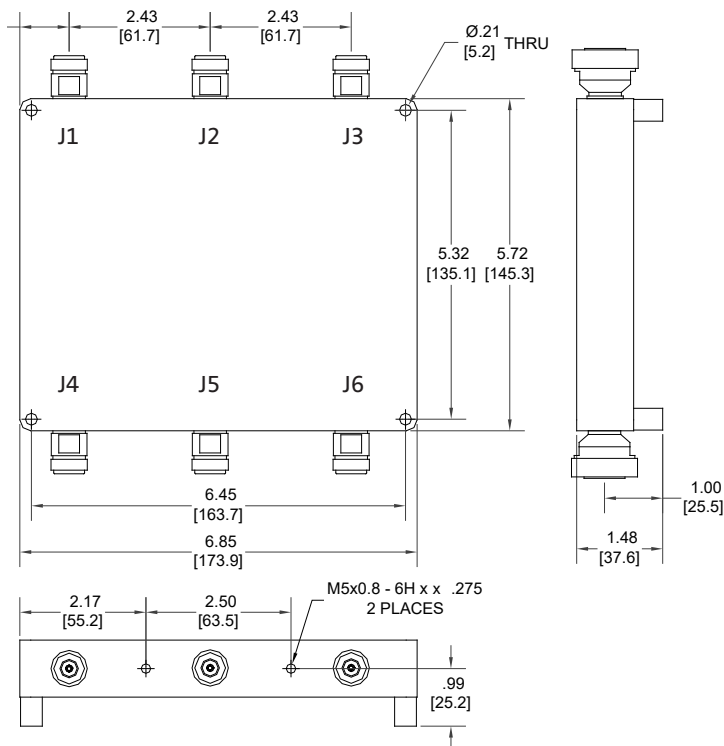 2.43
[61.7]
2.43
[61.7]
Ø.21
[5.2] THRU
J1
J2
J3
5.32
[135.1]
5.72
[145.3]
J4
J5
J6
6.45
[163.7]
6.85
[173.9]
1.00
[25.5]
1.48
[37.6]
2.17
[55.2]
2.50
[63.5]
M5x0.8 - 6H x x .275
2 PLACES
.99
[25.2]